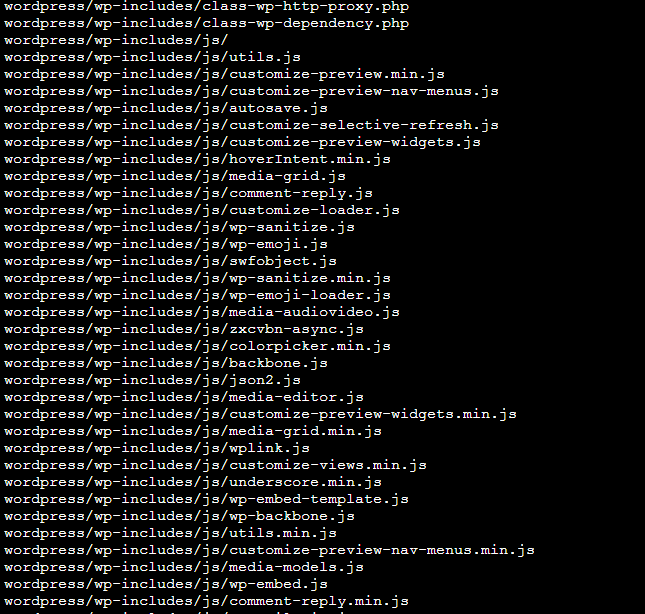 wordpress/wp-includes/class-wp-http-proxy.php
wordpress/wp-includes/class-wp-dependency.php
wordpress/wp-includes/js/
wordpress/wp-includes/js/utils.js
wordpress/wp-includes/js/customize-preview.min.js
wordpress/wp-includes/js/customize-preview-nav-menus.js
wordpress/wp-includes/js/autosave.js
wordpress/wp-includes/js/customize-selective-refresh.js
wordpress/wp-includes/js/customize-preview-widgets.js
wordpress/wp-includes/js/hoverIntent.min.js
wordpress/wp-includes/js/media-grid.js
wordpress/wp-includes/js/comment-reply.js
wordpress/wp-includes/js/customize-loader.js
wordpress/wp-includes/js/wp-sanitize.js
wordpress/wp-includes/js/wp-emoji.js
wordpress/wp-includes/js/swfobject.js
wordpress/wp-includes/js/wp-sanitize.min.js
wordpress/wp-includes/js/wp-emoji-loader.js
wordpress/wp-includes/js/media-audiovideo.js
wordpress/wp-includes/js/zxcvbn-async.js
wordpress/wp-includes/js/colorpicker.min.js
wordpress/wp-includes/js/backbone.js
wordpress/wp-includes/js/json2.js
wordpress/wp-includes/js/media-editor.js
wordpress/wp-includes/js/customize-preview-widgets.min.js
wordpress/wp-includes/js/media-grid.min.js
wordpress/wp-includes/js/wplink.js
wordpress/wp-includes/js/customize-views.min.js
wordpress/wp-includes/js/underscore.min.js
wordpress/wp-includes/js/wp-embed-template.js
wordpress/wp-includes/js/wp-backbone.js
wordpress/wp-includes/js/utils.min.js
wordpress/wp-includes/js/customize-preview-nav-menus.min.js
wordpress/wp-includes/js/media-models.js
wordpress/wp-includes/js/wp-embed.js
wordpress/wp-includes/js/comment-reply.min.js